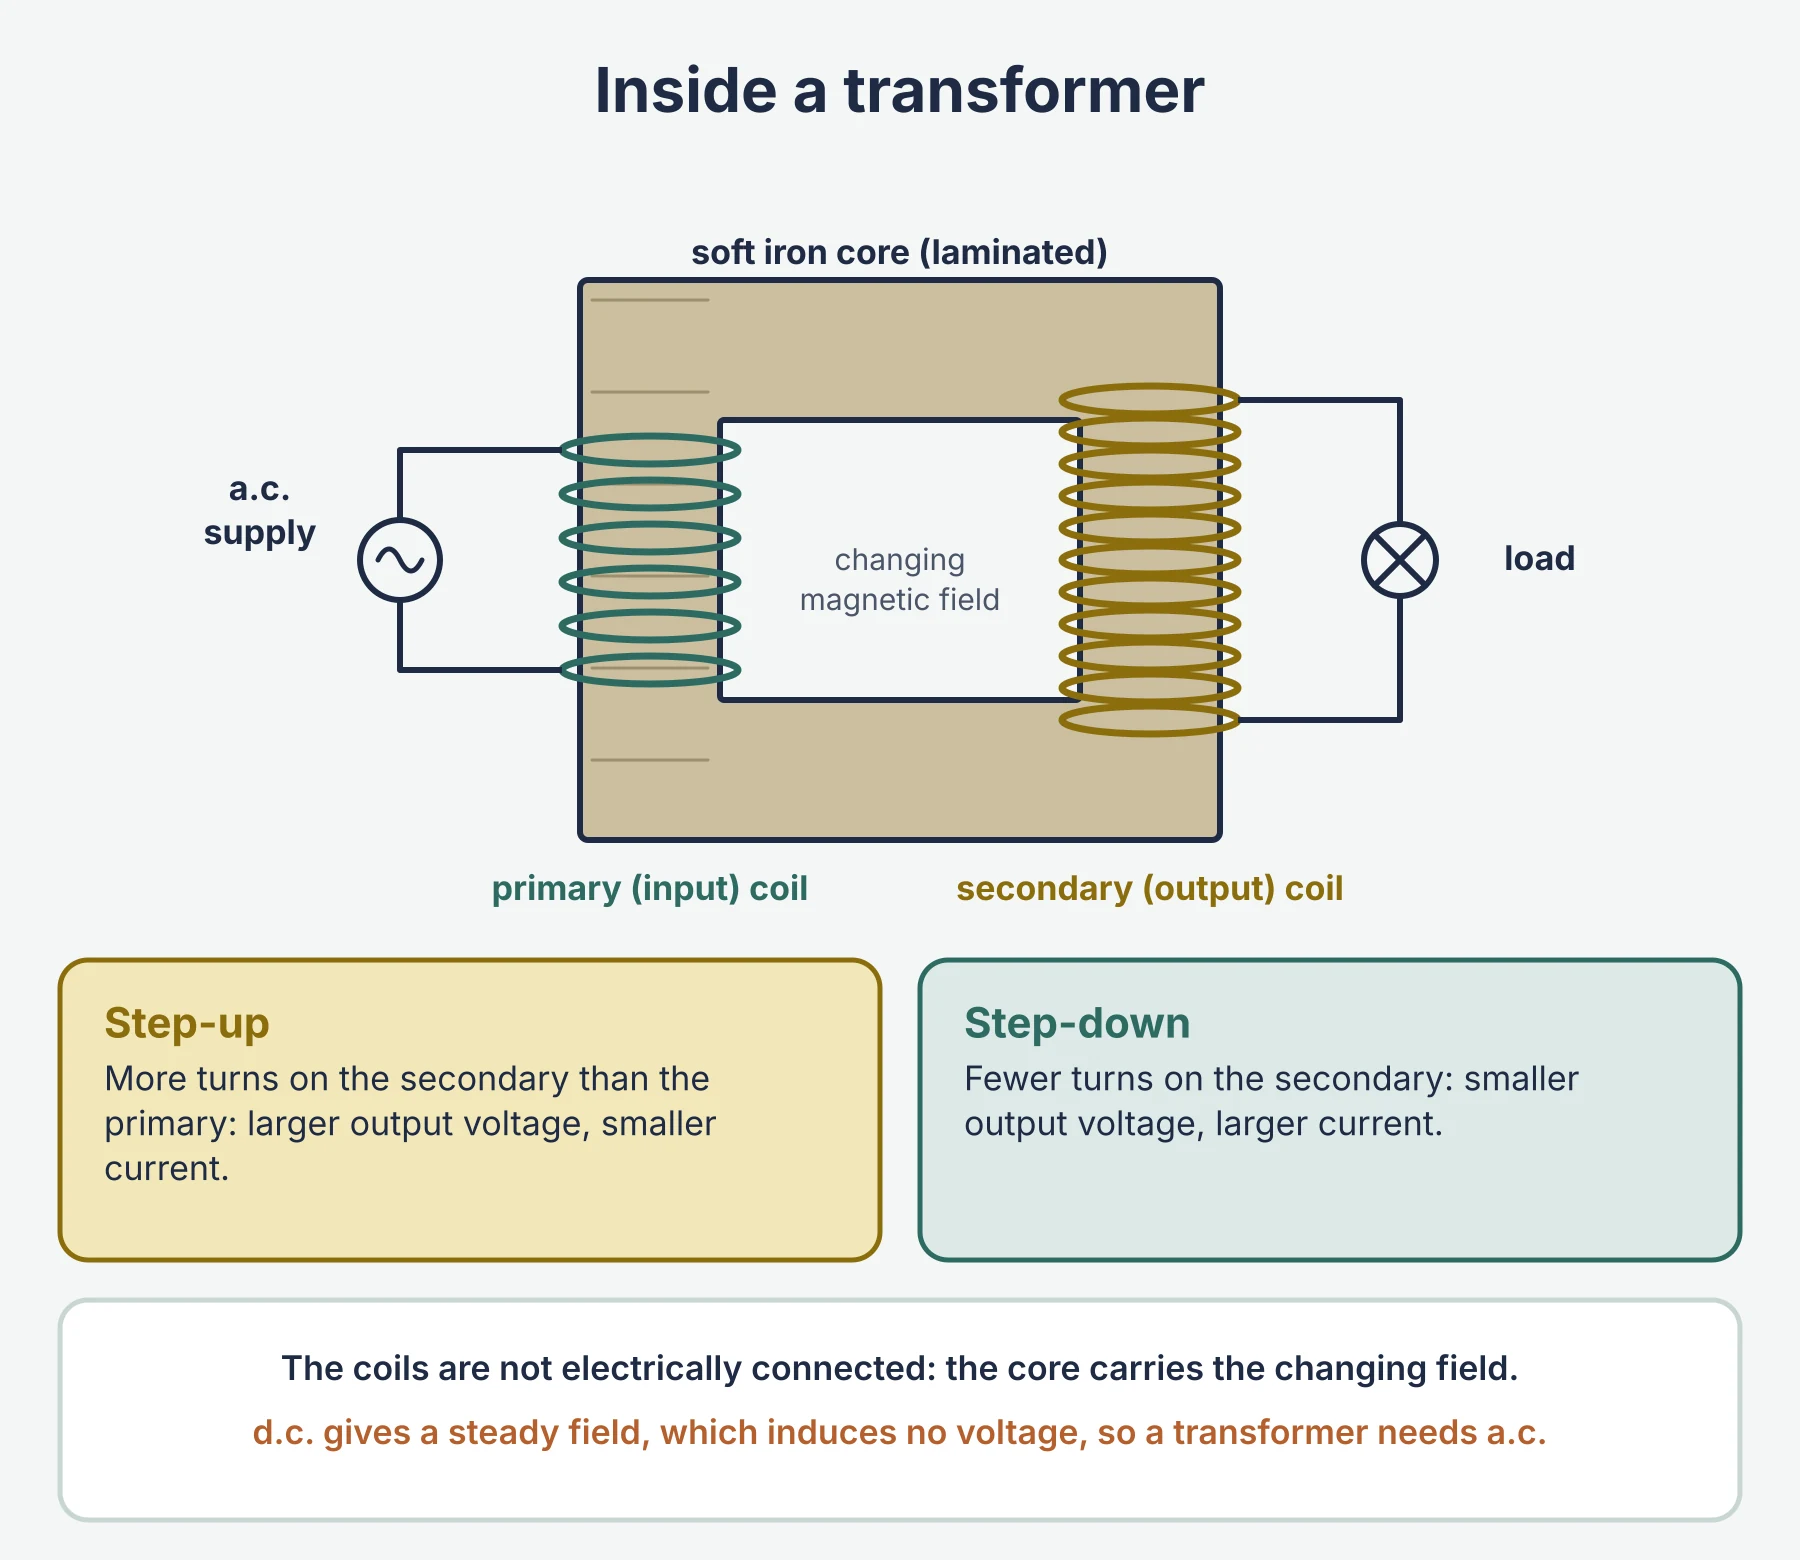 Inside a transformer
soft iron core (laminated)
a.c.
supply
changing
magnetic field
load
primary (input) coil
secondary (output) coil
Step-up
More turns on the secondary than the
primary: larger output voltage, smaller
current.
Step-down
Fewer turns on the secondary: smaller
output voltage, larger current.
The coils are not electrically connected: the core carries the changing field.
d.c. gives a steady field, which induces no voltage, so a transformer needs a.c.